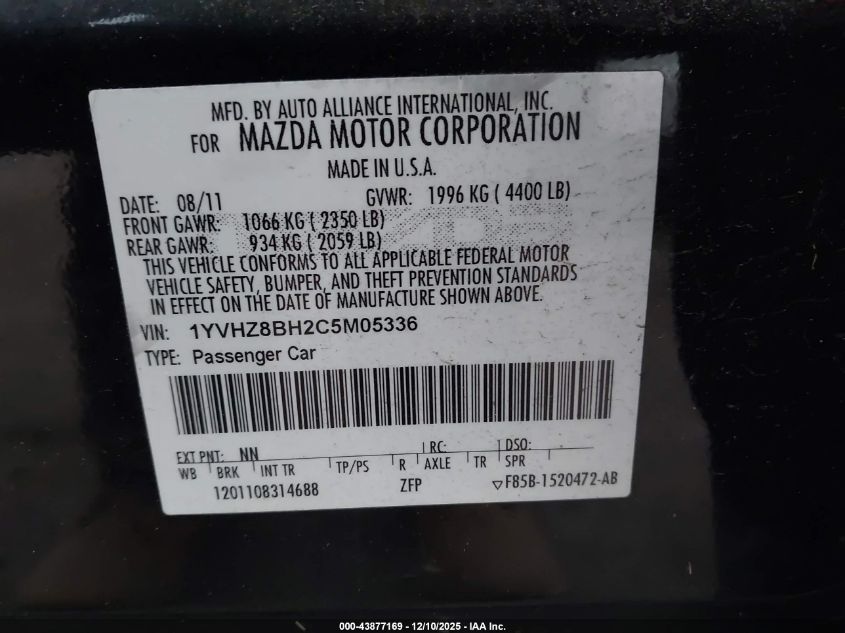 MFD. BY AUTO ALLIANCE INTERNATIONAL, INC.
FOR MAZDA MOTOR CORPORATION
MADE IN U.S.A.
DATE: 08/11 GVWR: 1996 KG ( 4400 LB)
FRONT GAWR: 1066 KG ( 2350 LB)
REAR GAWR: 934 KG ( 2059 LB)
THIS VEHICLE CONFORMS TO ALL APPLICABLE FEDERAL MOTOR
VEHICLE SAFETY, BUMPER, AND THEFT PREVENTION STANDARDS
IN EFFECT ON THE DATE OF MANUFACTURE SHOWN ABOVE.
VIN: 1YVHZ8BH2C5M05336
TYPE: Passenger Car
EXT PNT: NN RC: DSO:
WB BRK INT TR TP/PS R AXLE TR SPR
1201108314688 ZFP ▽F85B-1520472-AB
000-43877169 - 12/10/2025 - IAA Inc.